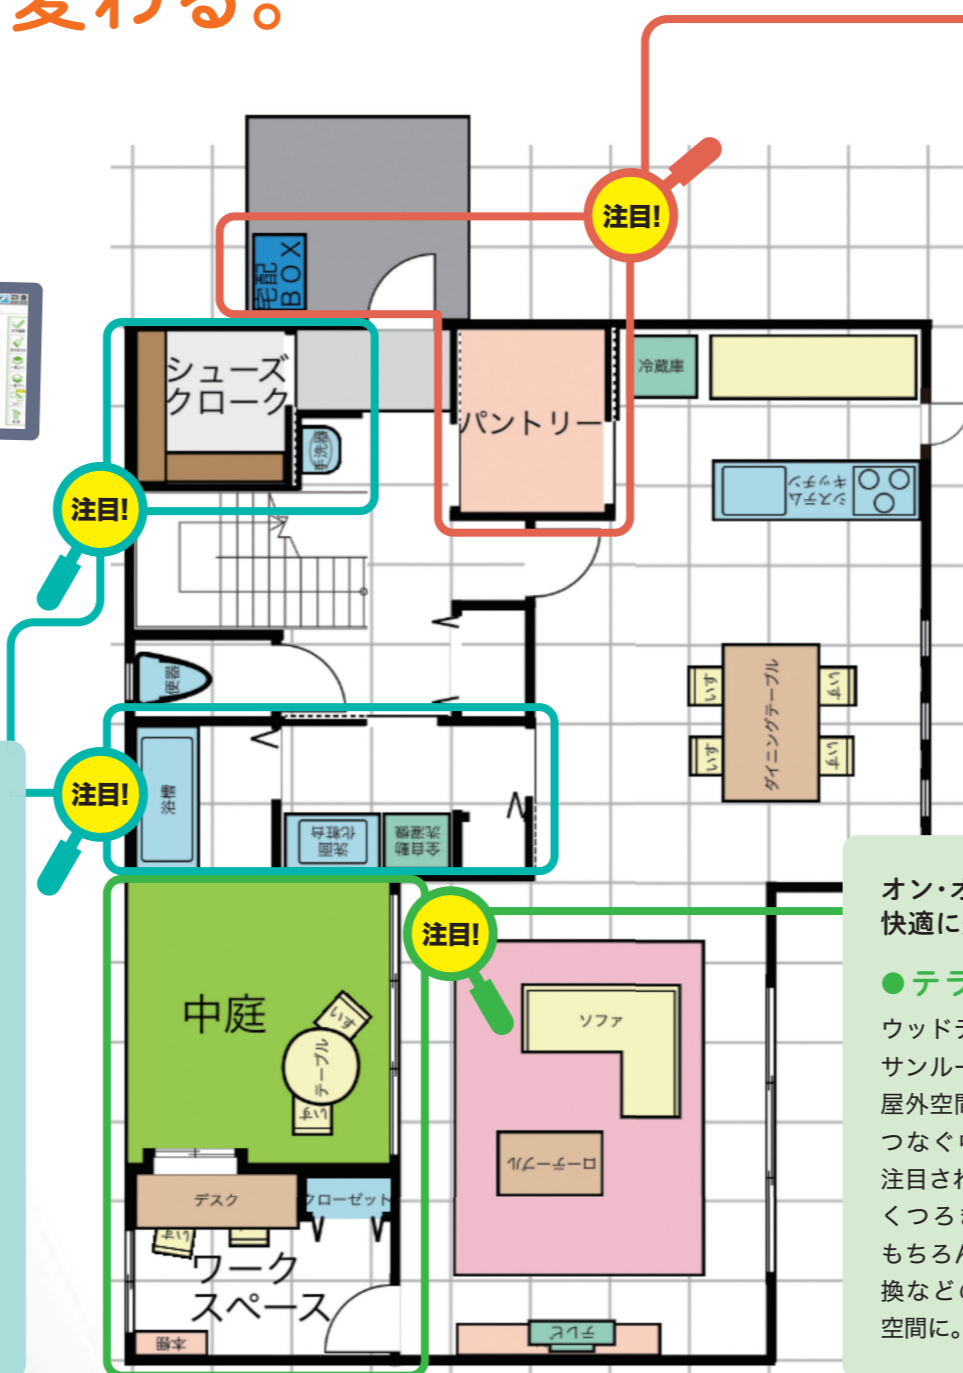 変わる。
注目!
宅配
BOX
シューズ
クローク
手洗器
パントリー
冷蔵庫
システム
キッチン
注目!
便器
いす
いす
ダイニングテーブル
いす
いす
注目!
浴槽
洗面
化粧台
全自動
洗濯機
注目!
中庭
いす
テーブル
いす
ソファ
ローテーブル
デスク
クローゼット
いす
ワーク
スペース
本棚
テレビ
オン・オ
快適に
●テラ
ウッドデ
サンルー
屋外空間
つなぐ
注目され
くつろぎ
もちろん
換などの
空間に。